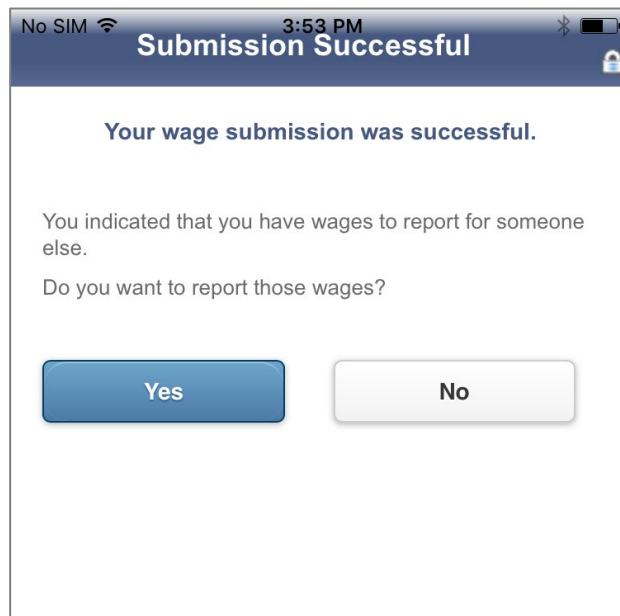 No SIM 3:53 PM
Submission Successful
Your wage submission was successful.
You indicated that you have wages to report for someone
else.
Do you want to report those wages?
Yes No